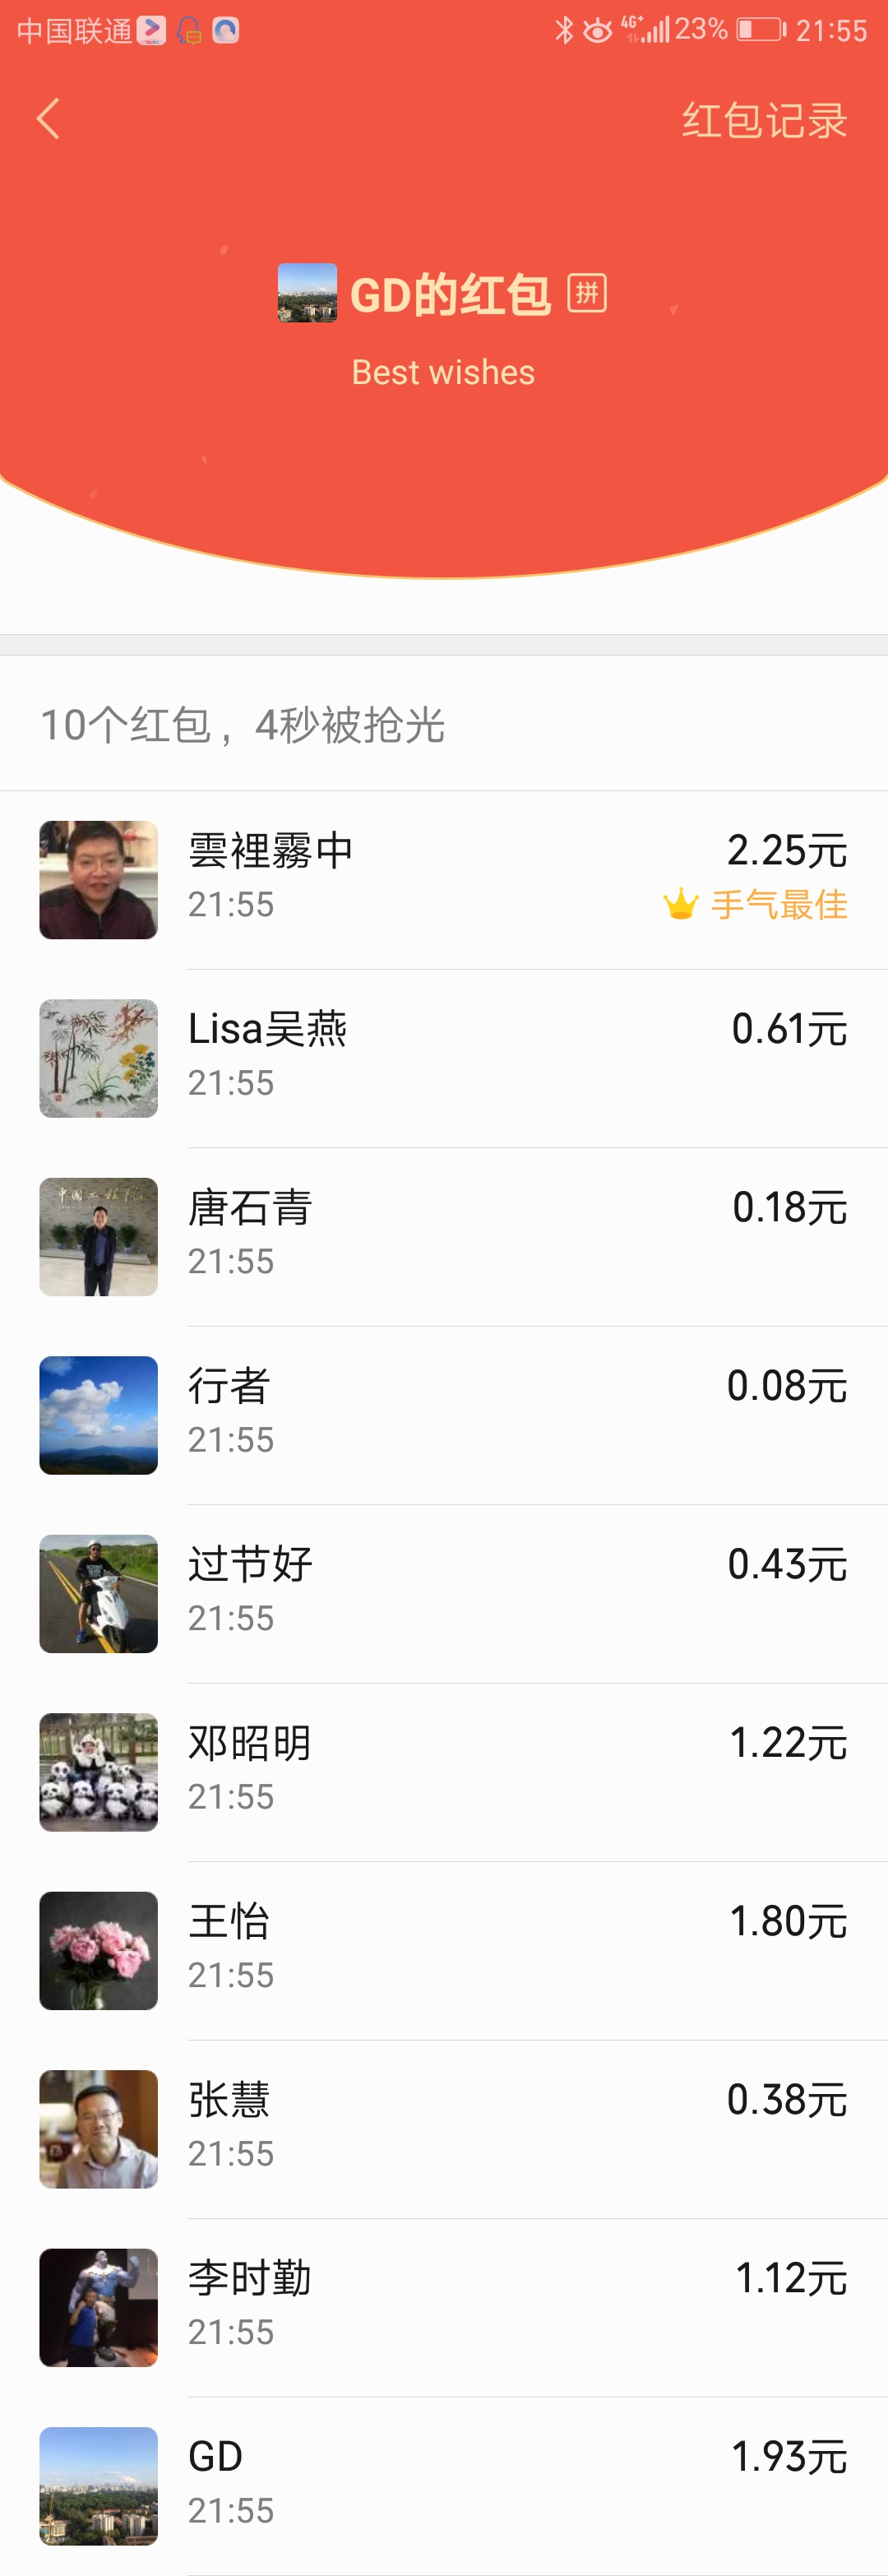 中国联通 4G+ 23% 21:55
红包记录
GD的红包 拼
Best wishes
10个红包，4秒被抢光
雲裡霧中 2.25元
21:55 手气最佳
Lisa吴燕 0.61元
21:55
中国工程院
唐石青 0.18元
21:55
行者 0.08元
21:55
过节好 0.43元
21:55
邓昭明 1.22元
21:55
王怡 1.80元
21:55
张慧 0.38元
21:55
李时勤 1.12元
21:55
GD 1.93元
21:55